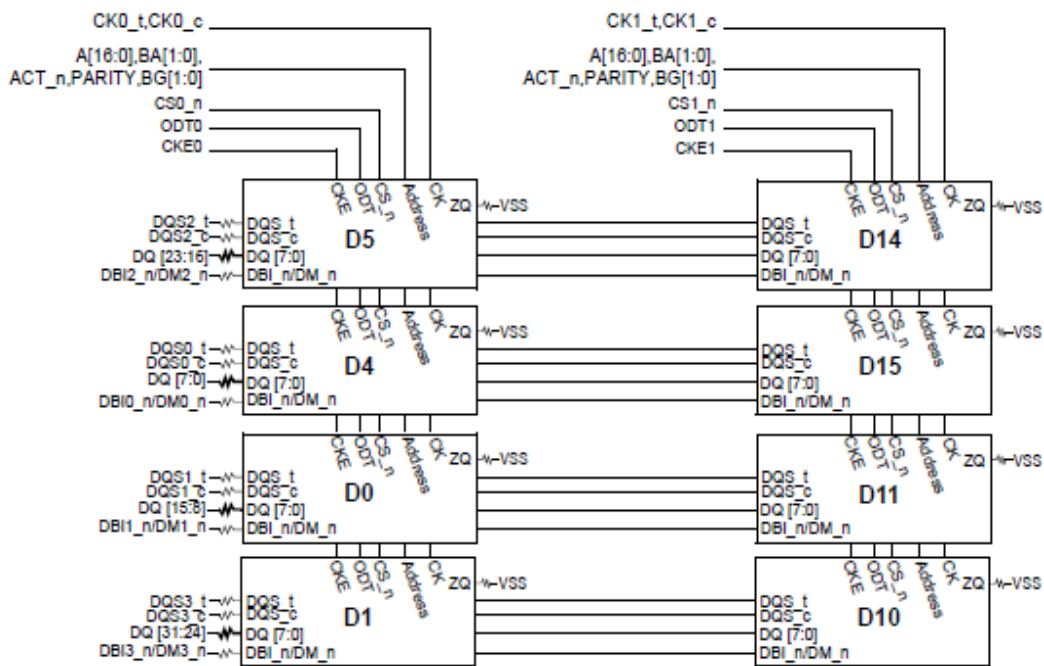 CK0_t,CK0_c
CK1_t,CK1_c
A[16:0],BA[1:0],
ACT_n,PARITY,BG[1:0]
A[16:0],BA[1:0],
ACT_n,PARITY,BG[1:0]
CS0_n
CS1_n
ODT0
ODT1
CKE0
CKE1
CKE ODT CS_n Address CK ZQ VSS
DQS2_t DQS_t
DQS2_c DQS_c
D5
DQ [23:16] DQ [7:0]
DBI2_n/DM2_n DBI_n/DM_n
CKE ODT CS_n Address CK ZQ VSS
DQS_t
DQS_c
D14
DQ [7:0]
DBI_n/DM_n
CKE ODT CS_n Address CK ZQ VSS
DQS0_t DQS_t
DQS0_c DQS_c
D4
DQ [7:0] DQ [7:0]
DBI0_n/DM0_n DBI_n/DM_n
CKE ODT CS_n Address CK ZQ VSS
DQS_t
DQS_c
D15
DQ [7:0]
DBI_n/DM_n
CKE ODT CS_n Address CK ZQ VSS
DQS1_t DQS_t
DQS1_c DQS_c
D0
DQ [15:8] DQ [7:0]
DBI1_n/DM1_n DBI_n/DM_n
CKE ODT CS_n Address CK ZQ VSS
DQS_t
DQS_c
D11
DQ [7:0]
DBI_n/DM_n
CKE ODT CS_n Address CK ZQ VSS
DQS3_t DQS_t
DQS3_c DQS_c
D1
DQ [31:24] DQ [7:0]
DBI3_n/DM3_n DBI_n/DM_n
CKE ODT CS_n Address CK ZQ VSS
DQS_t
DQS_c
D10
DQ [7:0]
DBI_n/DM_n